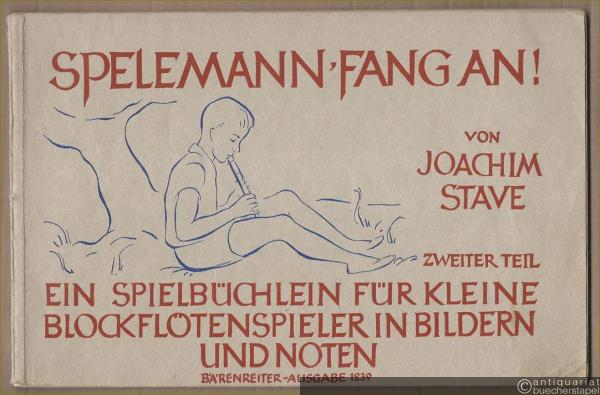 SPELEMANN, FANG AN!
VON
JOACHIM
STAVE
ZWEITER TEIL
EIN SPIELBÜCHLEIN FÜR KLEINE
BLOCKFLÖTENSPIELER IN BILDERN
UND NOTEN
BÄRENREITER-AUSGABE 1239
antiquariat
buecherstapel